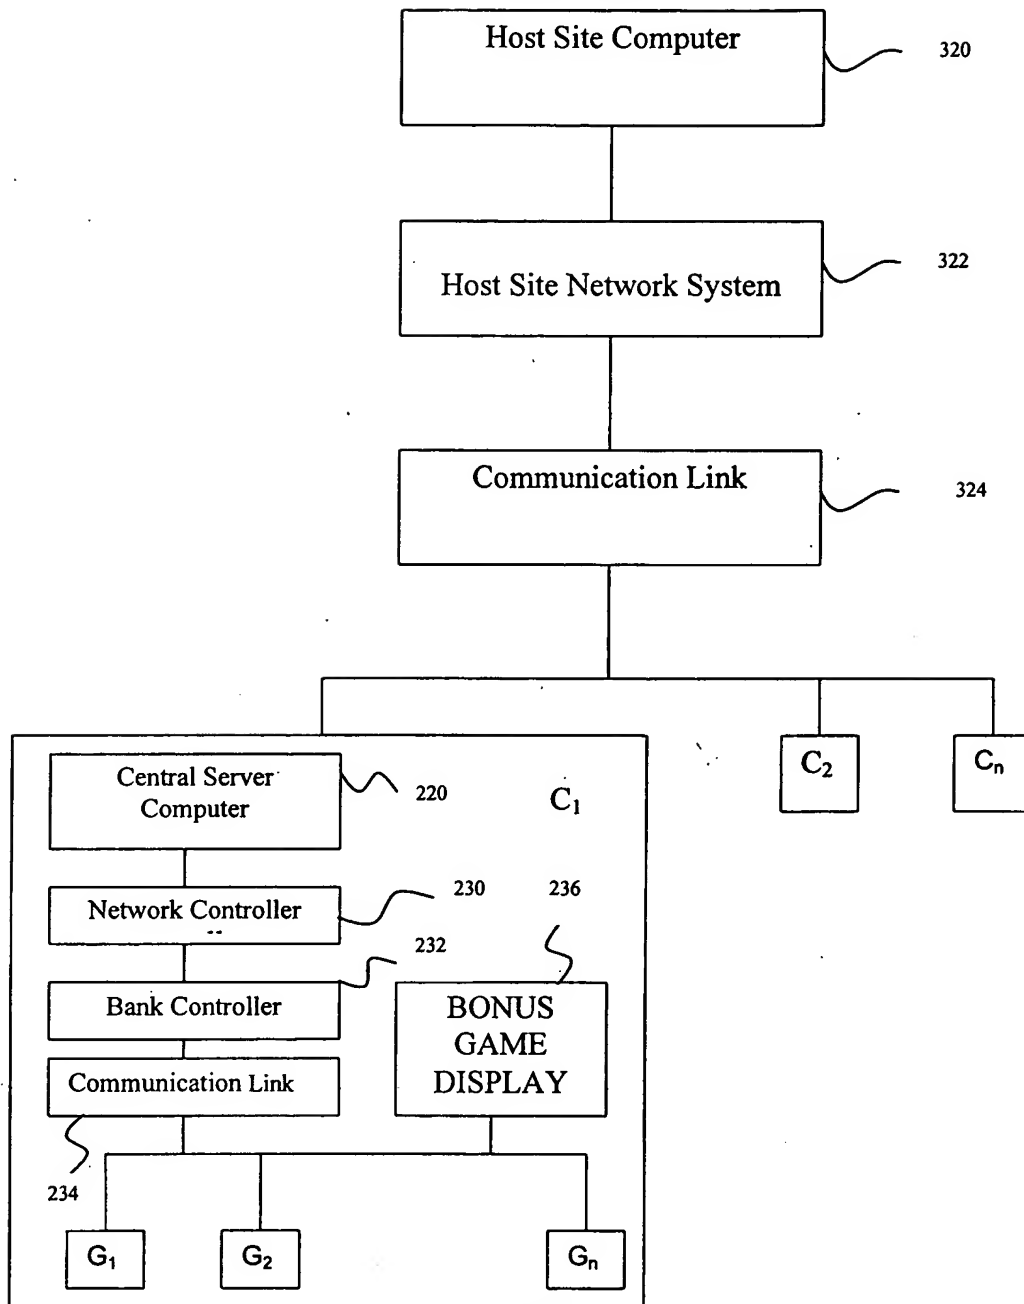 Host Site Computer
320
Host Site Network System
322
Communication Link
324
Central Server
Computer
220
C1
C2
Cn
Network Controller
230
236
232
Bank Controller
BONUS
GAME
DISPLAY
Communication Link
234
G1
G2
Gn